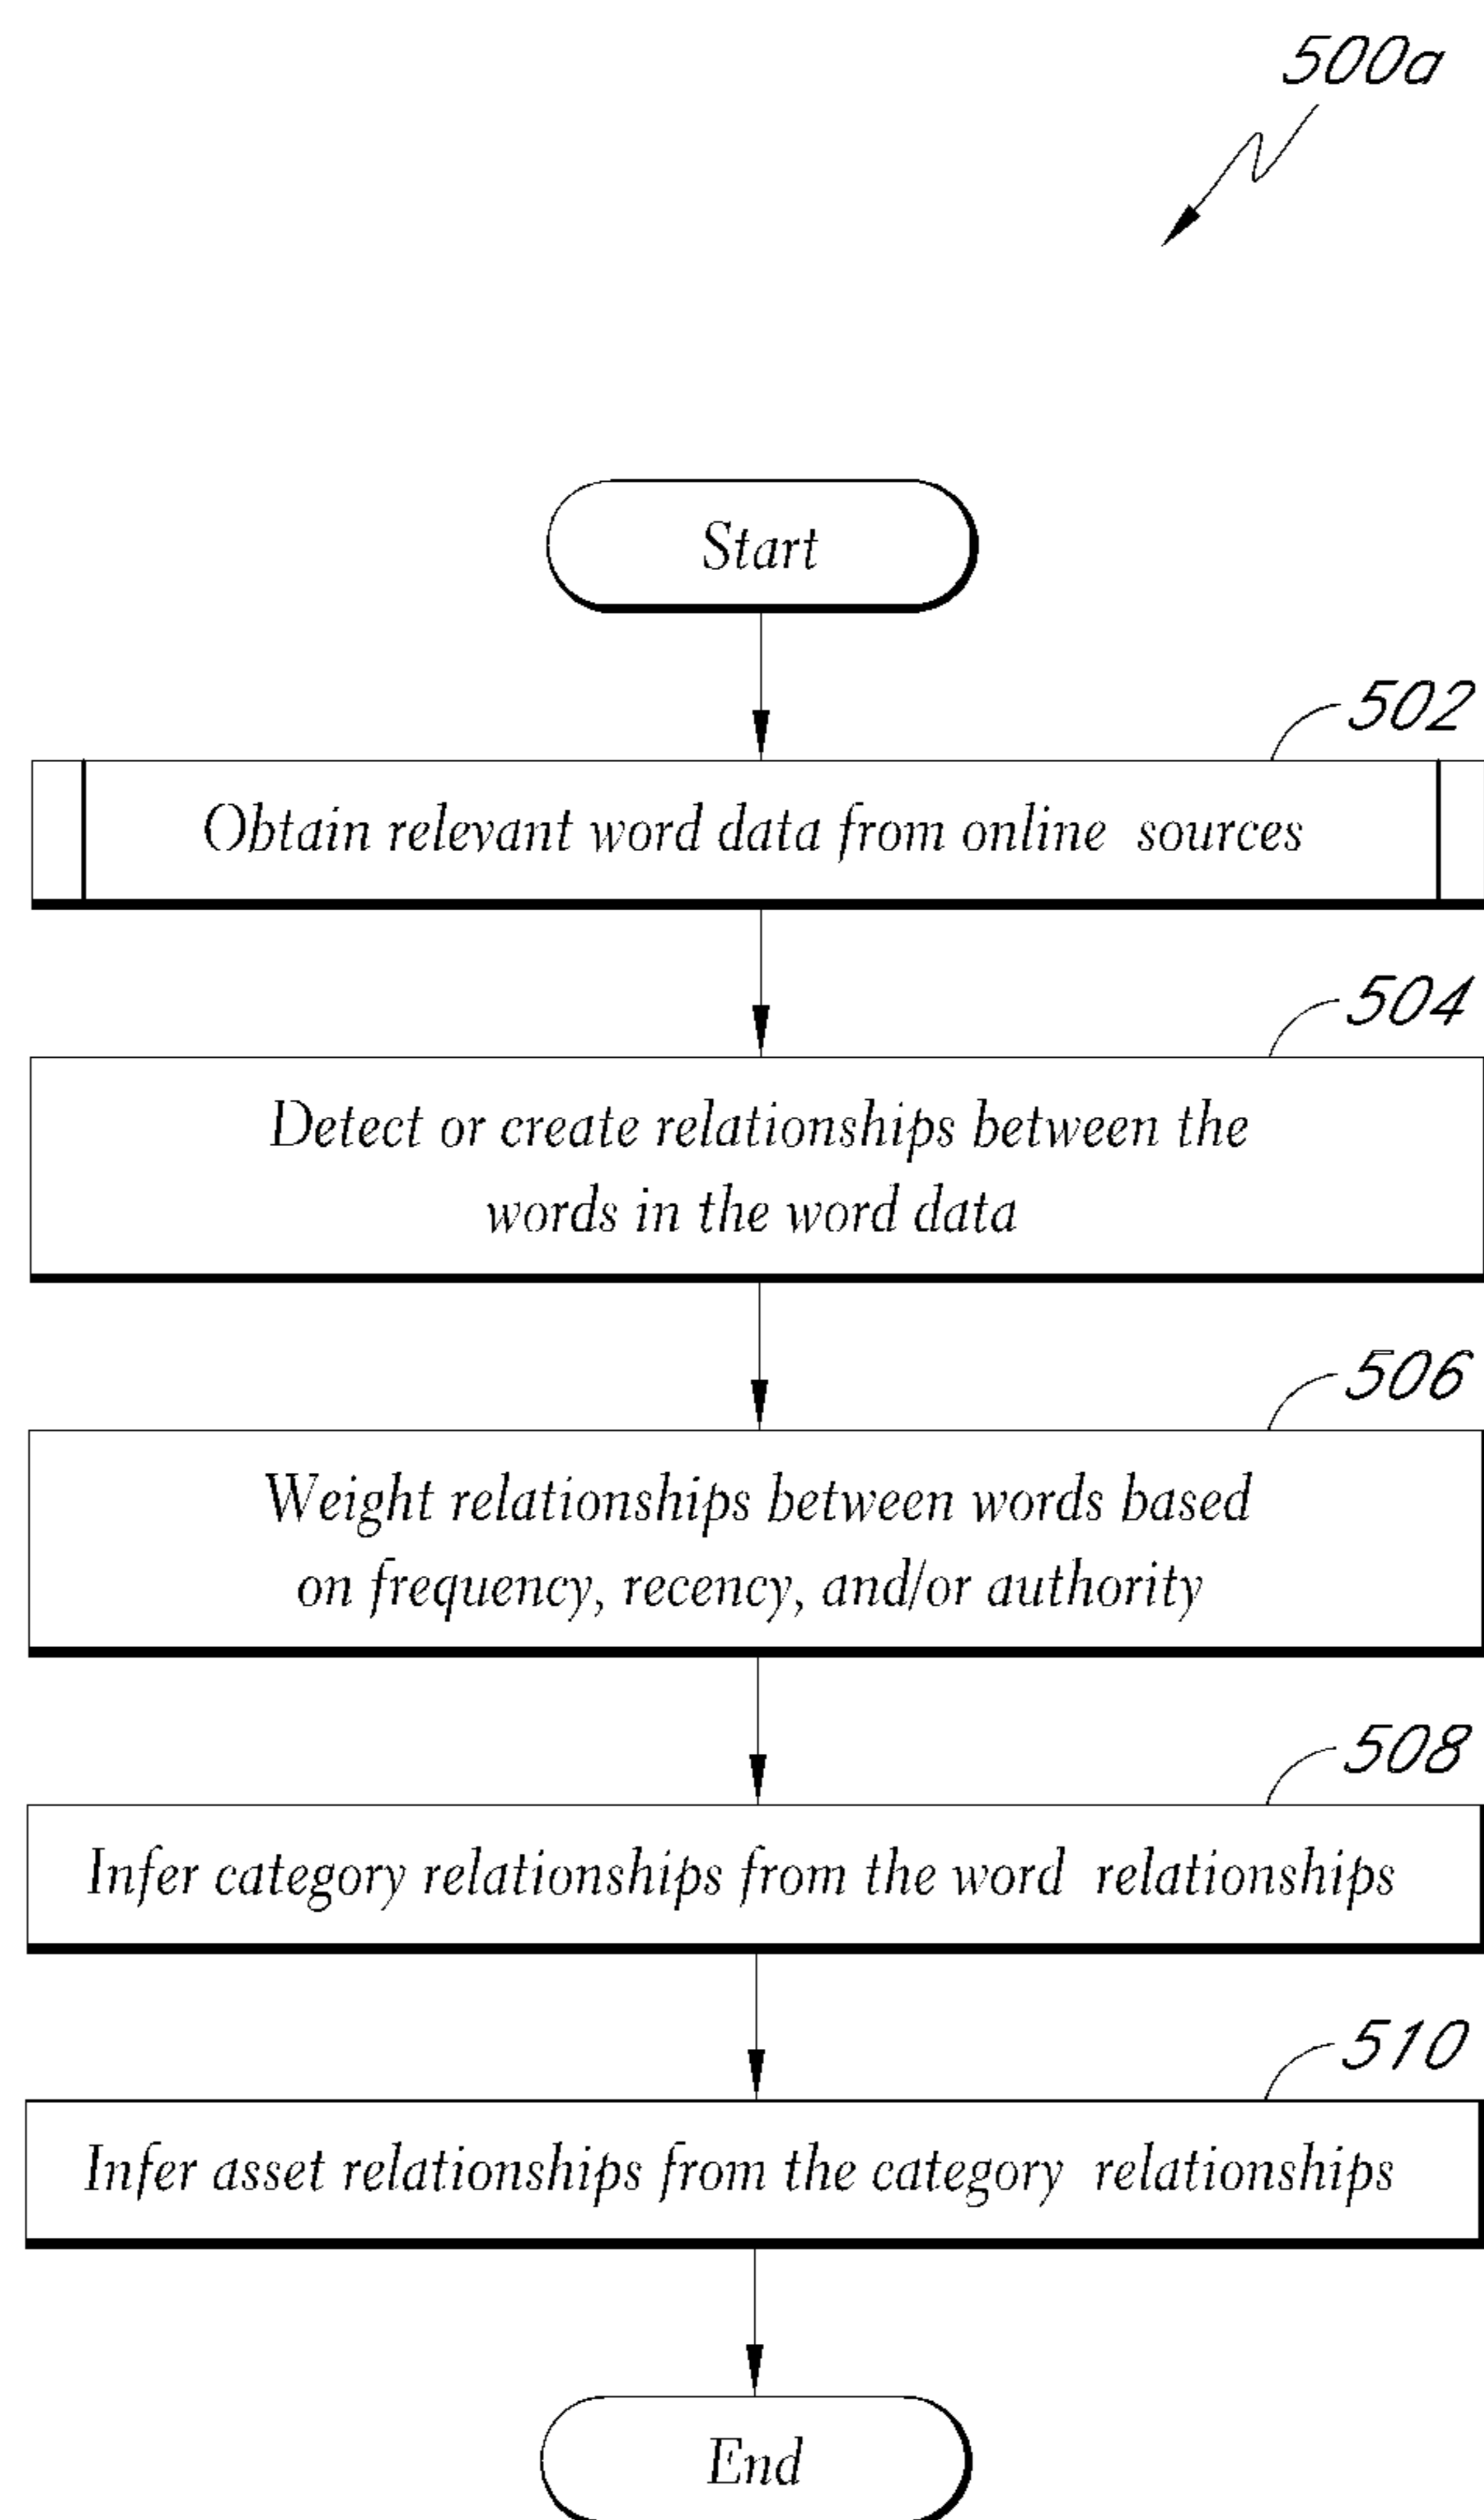 500a
Start
502
Obtain relevant word data from online sources
504
Detect or create relationships between the
words in the word data
506
Weight relationships between words based
on frequency, recency, and/or authority
508
Infer category relationships from the word relationships
510
Infer asset relationships from the category relationships
End